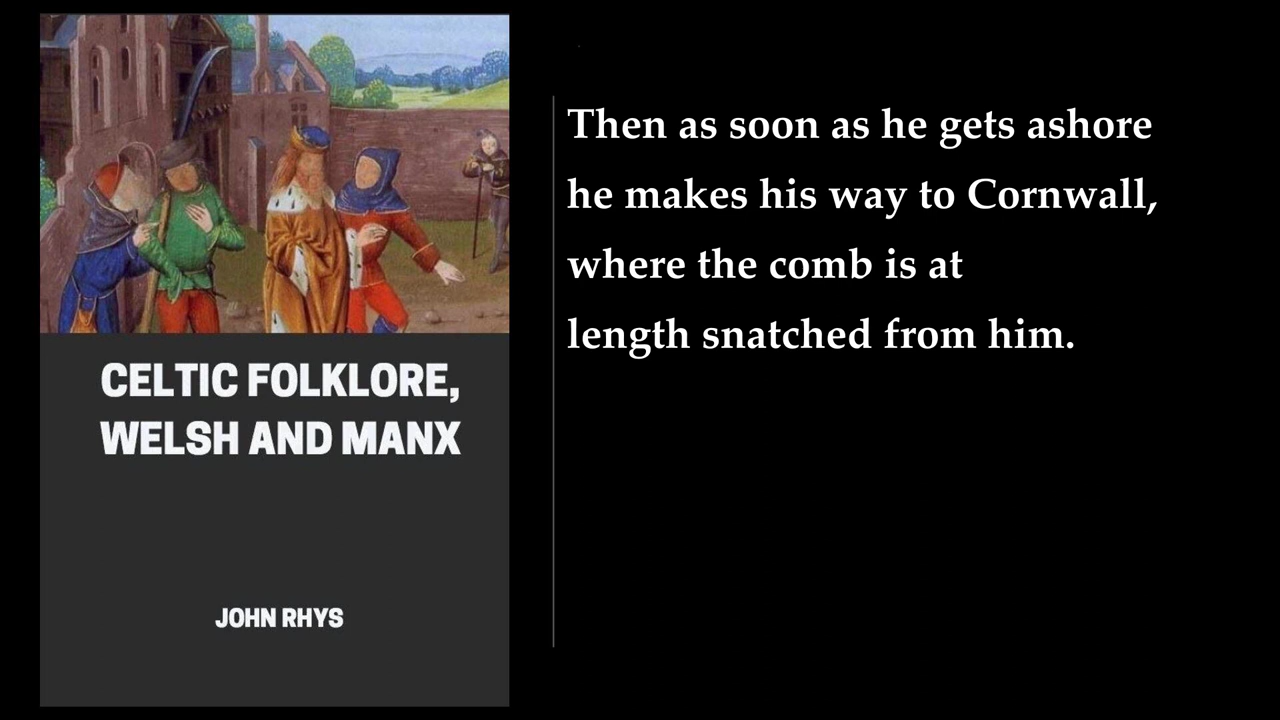 CELTIC FOLKLORE,
WELSH AND MANX
JOHN RHYS
Then as soon as he gets ashore
he makes his way to Cornwall,
where the comb is at
length snatched from him.